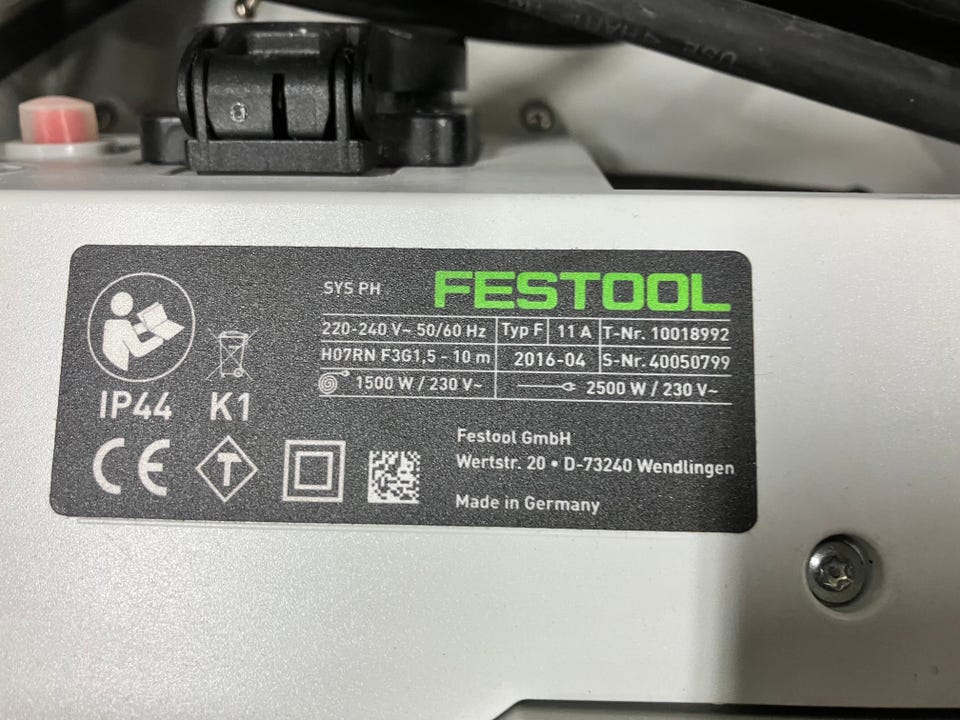 SYS PH FESTOOL
220-240 V~ 50/60 Hz Typ F 11 A T-Nr. 10018992
H07RN F3G1,5 - 10 m 2016-04 S-Nr. 40050799
1500 W / 230 V~ 2500 W / 230 V~
IP44 K1
CE T
Festool GmbH
Wertstr. 20 • D-73240 Wendlingen
Made in Germany